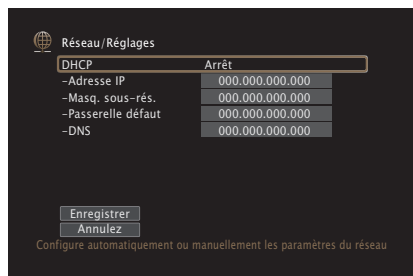 Réseau/Réglages
DHCP Arrêt
-Adresse IP 000.000.000.000
-Masq. sous-rés. 000.000.000.000
-Passerelle défaut 000.000.000.000
-DNS 000.000.000.000
Enregistrer
Annulez
Configure automatiquement ou manuellement les paramètres du réseau